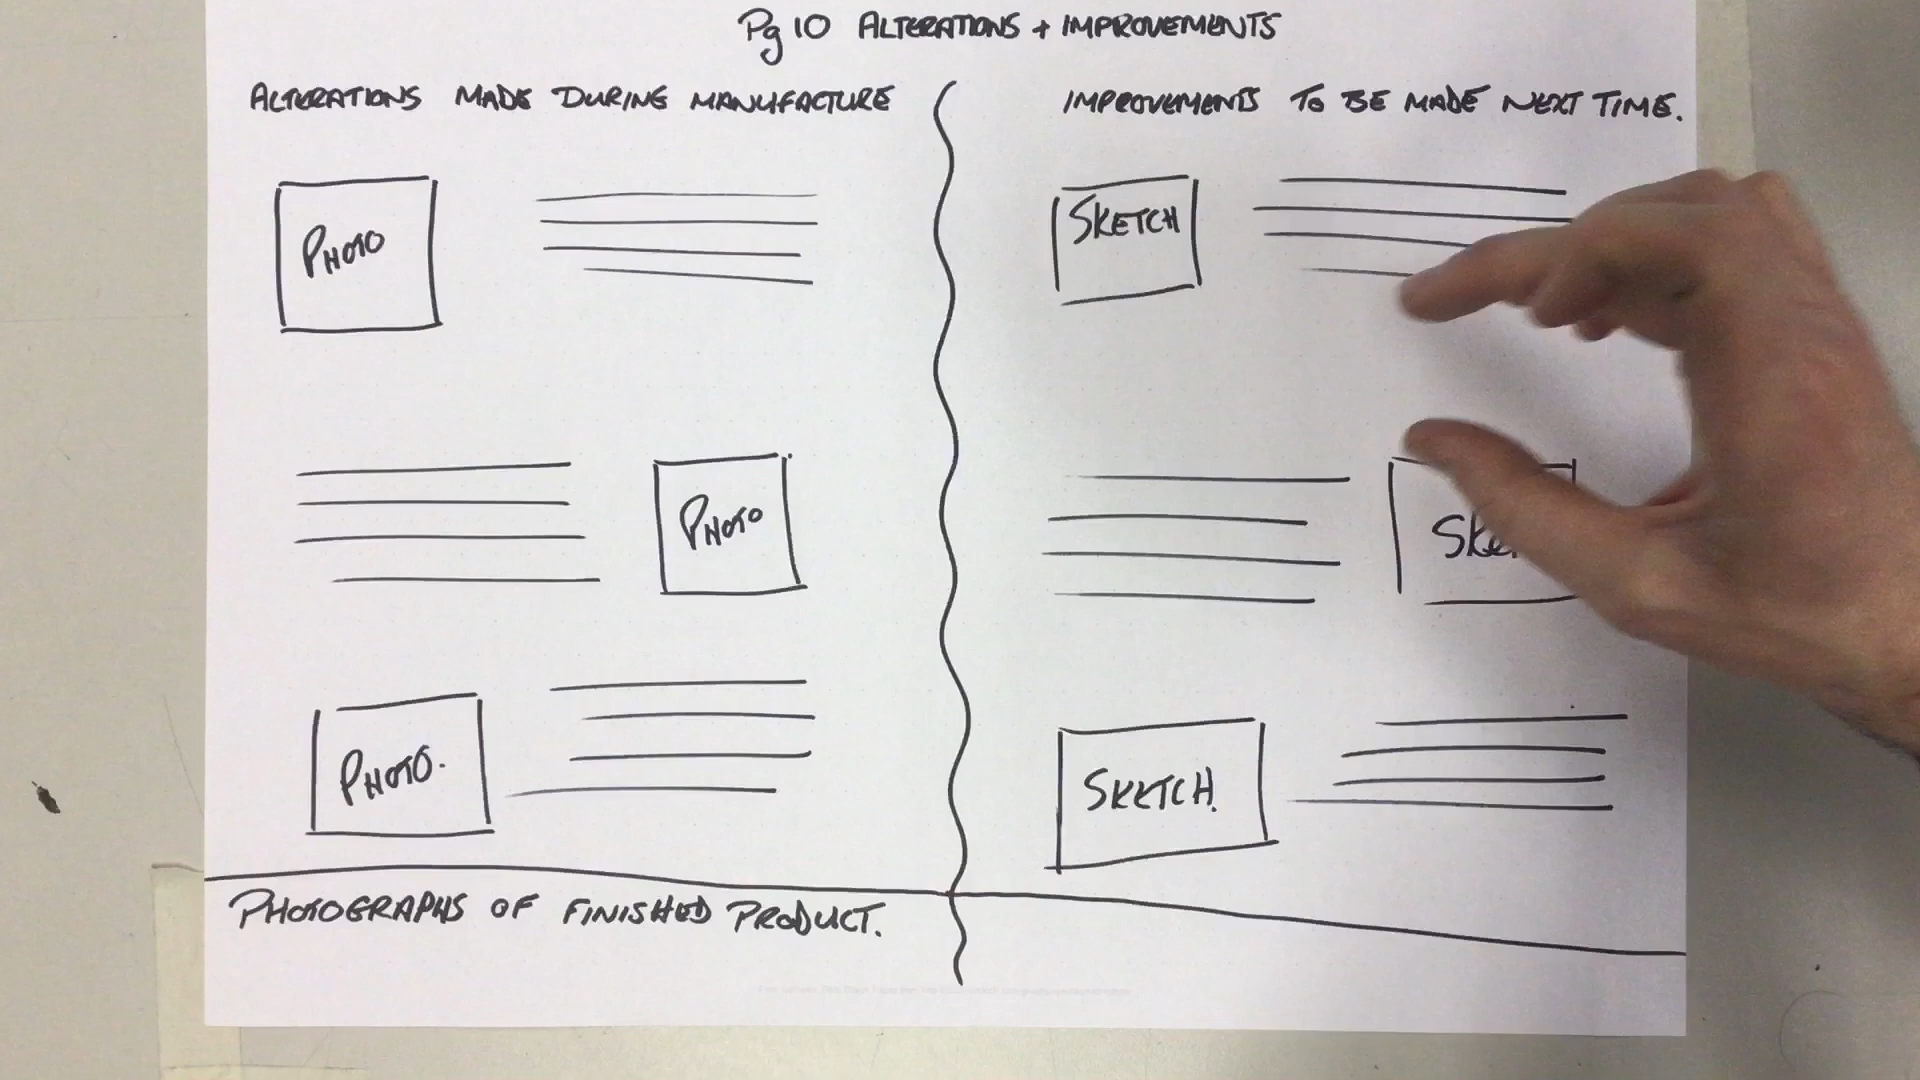 Pg 10 ALTERATIONS + IMPROVEMENTS
ALTERATIONS MADE DURING MANUFACTURE
PHOTO
PHOTO
PHOTO.
IMPROVEMENTS TO BE MADE NEXT TIME.
SKETCH
SKETCH.
PHOTOGRAPHS OF FINISHED PRODUCT.